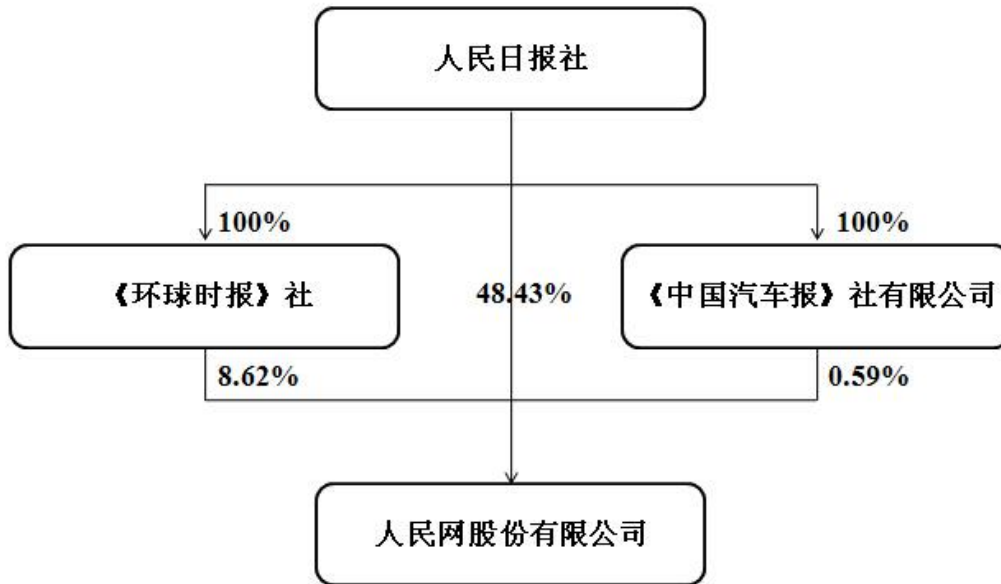 人民日报社
100%
100%
《环球时报》社
48.43%
《中国汽车报》社有限公司
8.62%
0.59%
人民网股份有限公司